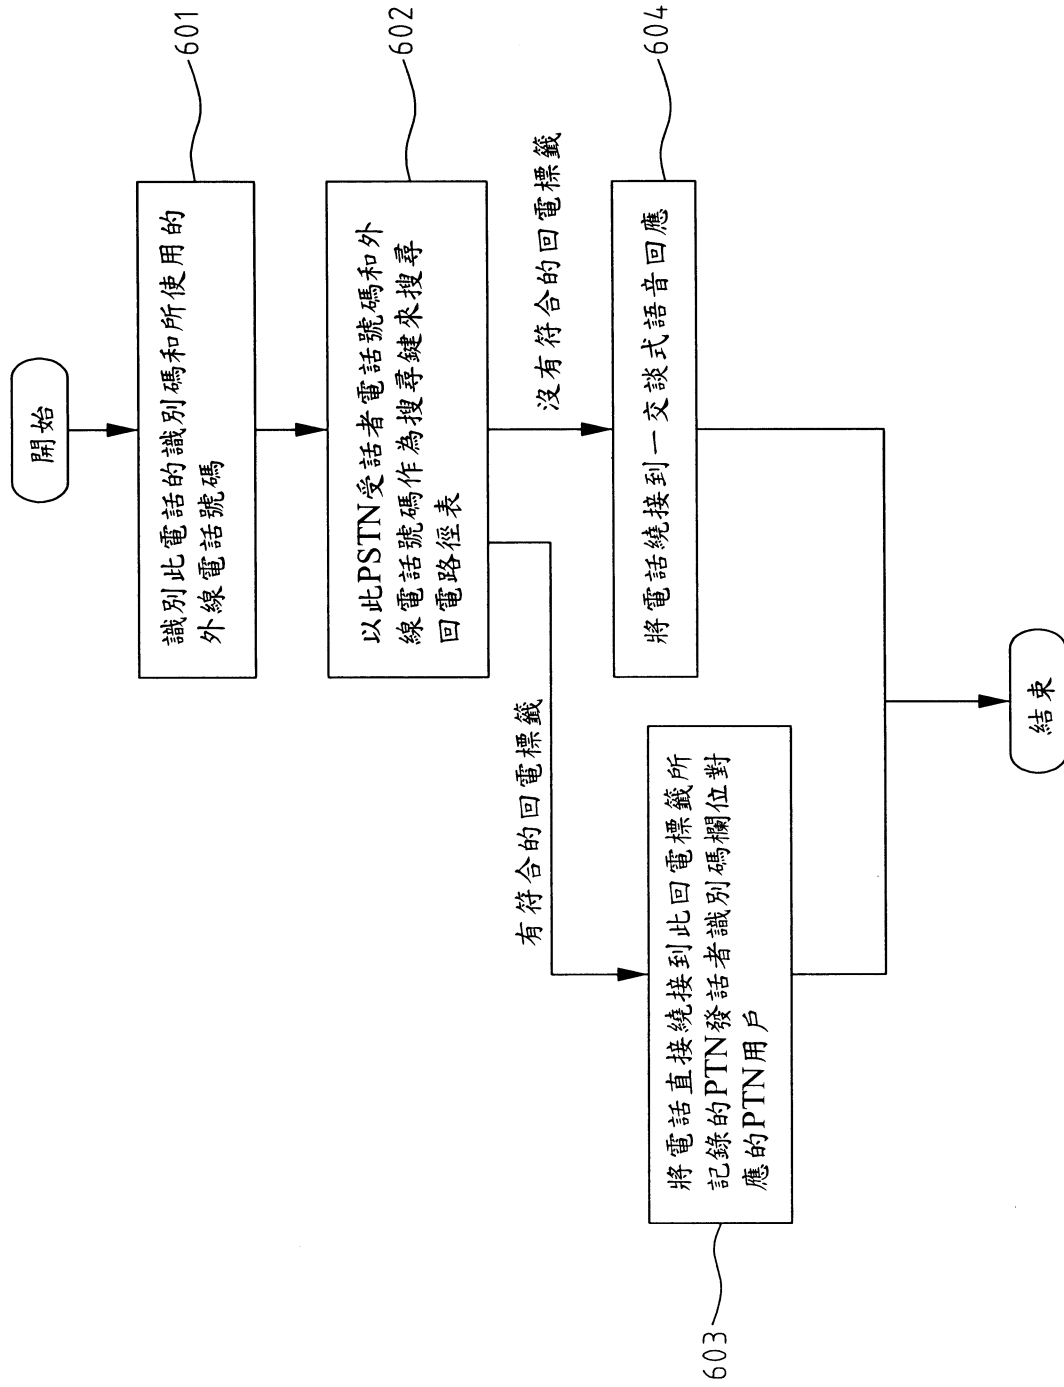 開始
識別此電話的識別碼和所使用的
外線電話號碼
601
以此PSTN受話者電話號碼和外
線電話號碼作為搜尋鍵來搜尋
回電路徑表
602
有符合的回電標籤
沒有符合的回電標籤
將電話直接繞接到此回電標籤所
記錄的PTN發話者識別碼欄位對
應的PTN用戶
603
將電話繞接到一交談式語音回應
604
結束